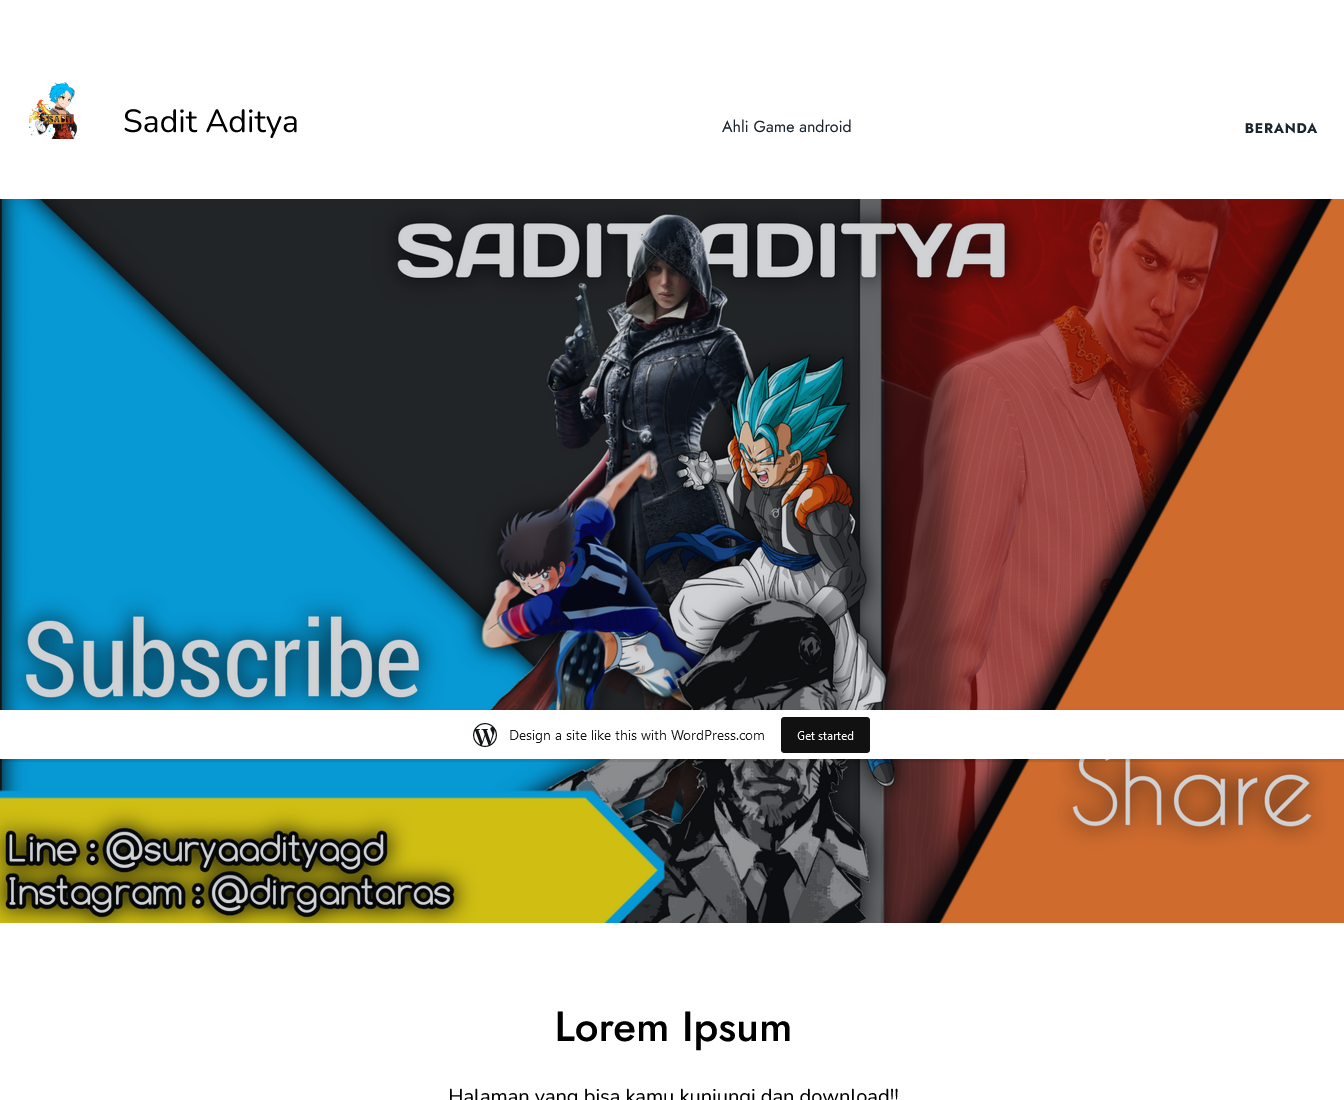 Sadit Aditya
Ahli Game android
BERANDA
SADIT ADITYA
Subscribe
Design a site like this with WordPress.com
Get started
Share
Line : @suryaadityagd
Instagram : @dirgantaras
Lorem Ipsum
Halaman yang bisa kamu kunjungi dan download!!